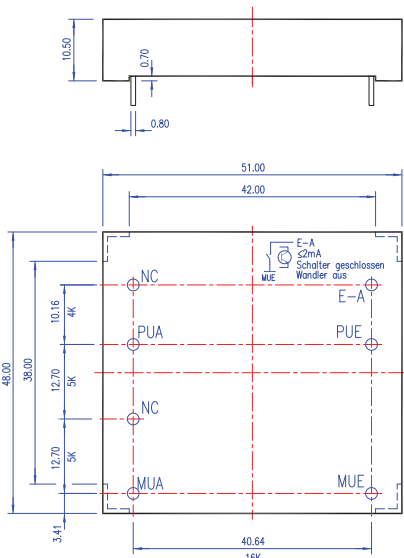 10.50
0.70
0.80
51.00
42.00
E-A
≤2mA
Schalter geschlossen
MUE
Wandler aus
NC
E-A
10.16
4K
PUA
PUE
48.00
38.00
12.70
5K
NC
12.70
5K
MUA
MUE
3.41
40.64
16K